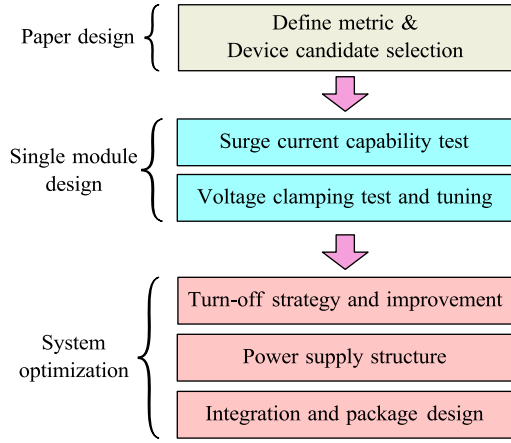 Paper design
Define metric &
Device candidate selection
Single module
design
Surge current capability test
Voltage clamping test and tuning
System
optimization
Turn-off strategy and improvement
Power supply structure
Integration and package design